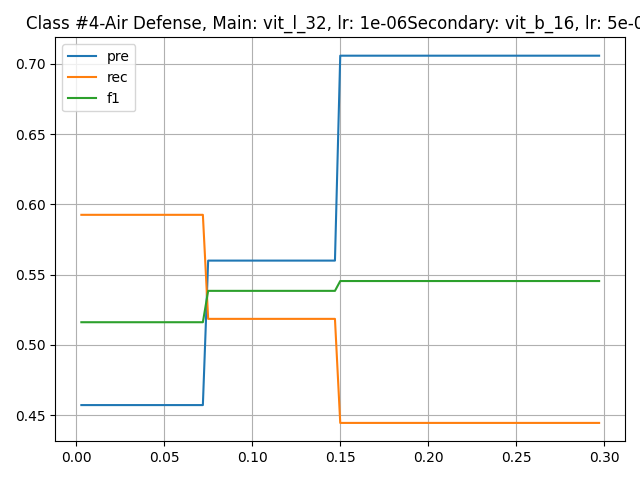 Class #4-Air Defense, Main: vit_l_32, lr: 1e-06Secondary: vit_b_16, lr: 5e-0
pre
rec
f1
0.70
0.65
0.60
0.55
0.50
0.45
0.00 0.05 0.10 0.15 0.20 0.25 0.30